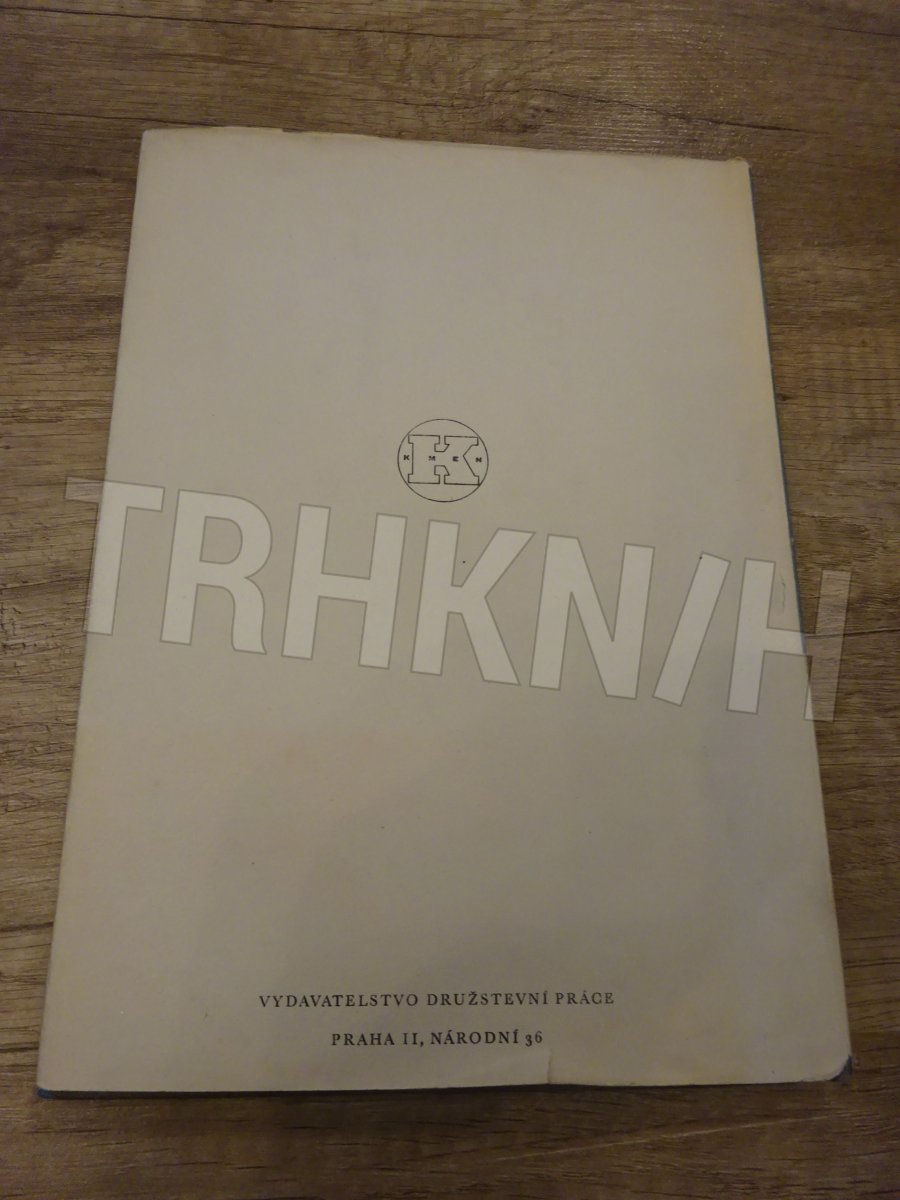 K
KMEN
TRHKNIH
VYDAVATELSTVO DRUŽSTEVNÍ PRÁCE
PRAHA II, NÁRODNÍ 36